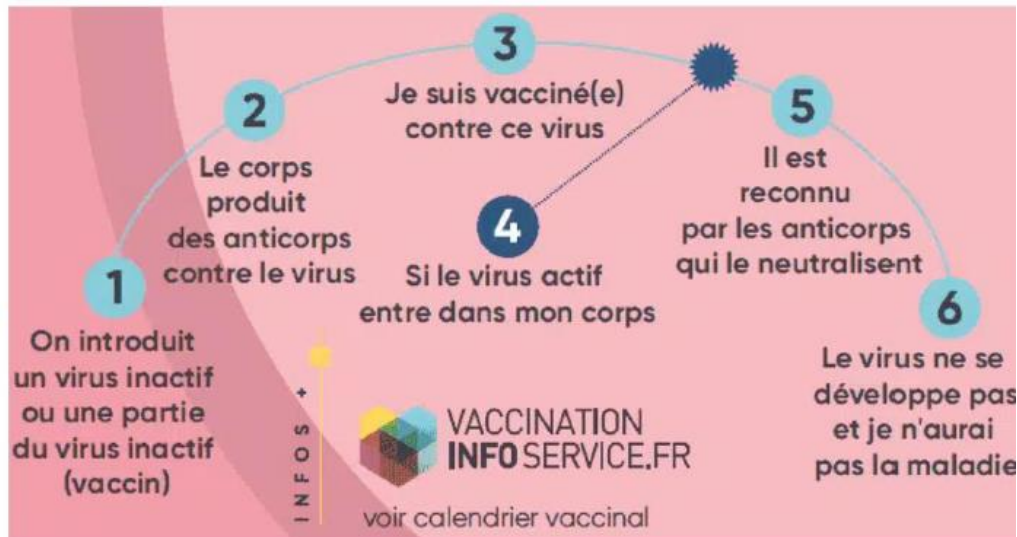 1
On introduit
un virus inactif
ou une partie
du virus inactif
(vaccin)
2
Le corps
produit
des anticorps
contre le virus
3
Je suis vacciné(e)
contre ce virus
4
Si le virus actif
entre dans mon corps
5
Il est
reconnu
par les anticorps
qui le neutralisent
6
Le virus ne se
développe pas
et je n'aurai
pas la maladie
INFOS +
VACCINATION
INFOSERVICE.FR
voir calendrier vaccinal